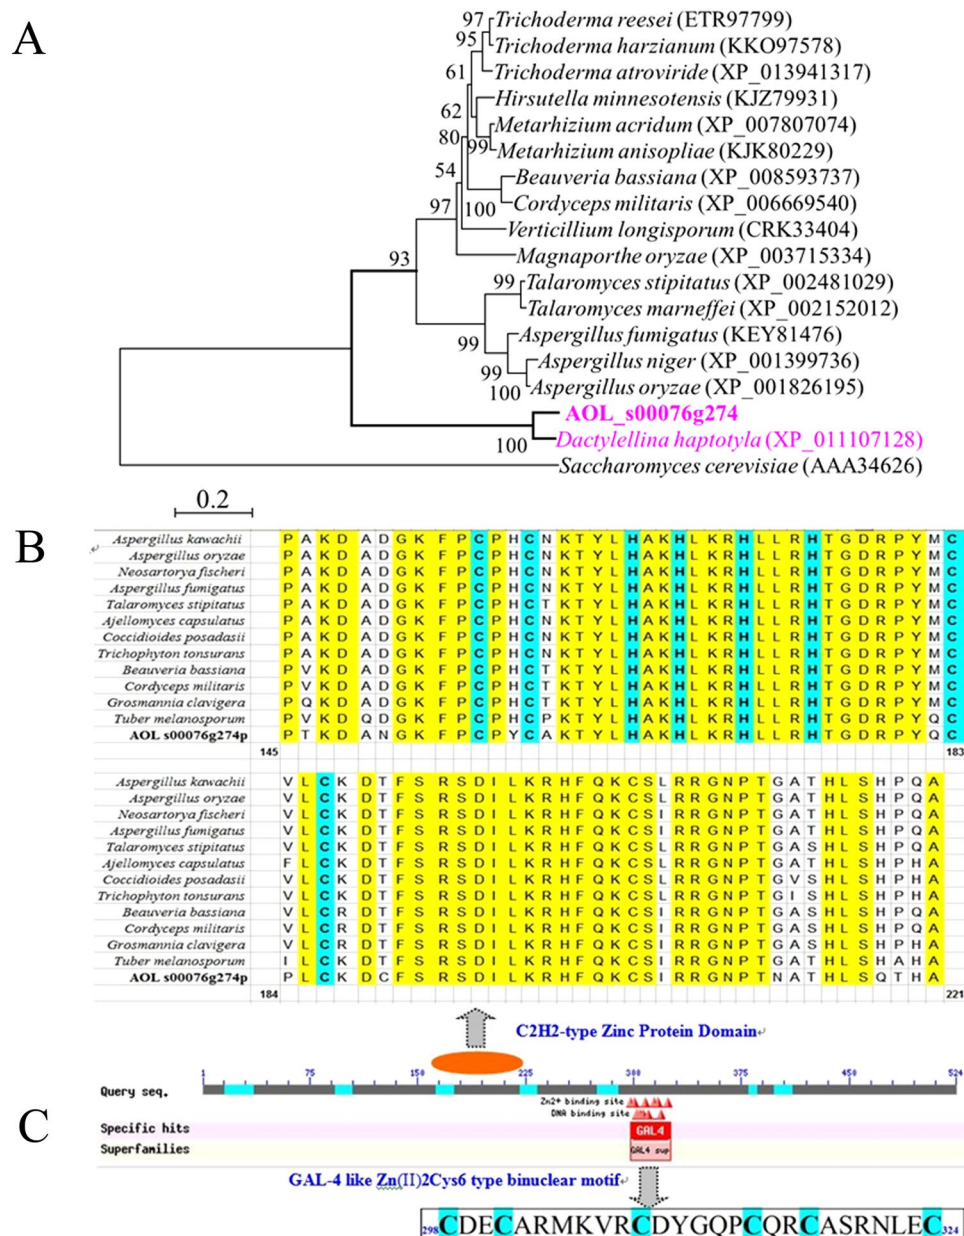 A
97 Trichoderma reesei (ETR97799)
95 Trichoderma harzianum (KKO97578)
61 Trichoderma atroviride (XP_013941317)
Hirsutella minnesotensis (KJZ79931)
62 Metarhizium acridum (XP_007807074)
80 99 Metarhizium anisopliae (KJK80229)
54 Beauveria bassiana (XP_008593737)
97 100 Cordyceps militaris (XP_006669540)
Verticillium longisporum (CRK33404)
93 Magnaporthe oryzae (XP_003715334)
99 Talaromyces stipitatus (XP_002481029)
Talaromyces marneffei (XP_002152012)
99 Aspergillus fumigatus (KEY81476)
99 Aspergillus niger (XP_001399736)
100 Aspergillus oryzae (XP_001826195)
AOL_s00076g274
100 Dactylellina haptotyla (XP_011107128)
Saccharomyces cerevisiae (AAA34626)
0.2
B
Aspergillus kawachii P A K D A D G K F P C P H C N K T Y L H A K H L K R H L L R H T G D R P Y M C
Aspergillus oryzae P A K D A D G K F P C P H C N K T Y L H A K H L K R H L L R H T G D R P Y M C
Neosartorya fischeri P A K D A D G K F P C P H C N K T Y L H A K H L K R H L L R H T G D R P Y M C
Aspergillus fumigatus P A K D A D G K F P C P H C N K T Y L H A K H L K R H L L R H T G D R P Y M C
Talaromyces stipitatus P A K D A D G K F P C P H C T K T Y L H A K H L K R H L L R H T G D R P Y M C
Ajellomyces capsulatus P A K D A D G K F P C P H C N K T Y L H A K H L K R H L L R H T G D R P Y M C
Coccidioides posadasii P A K D A D G K F P C P H C N K T Y L H A K H L K R H L L R H T G D R P Y M C
Trichophyton tonsurans P A K D A D G K F P C P H C N K T Y L H A K H L K R H L L R H T G D R P Y M C
Beauveria bassiana P V K D A D G K F P C P H C T K T Y L H A K H L K R H L L R H T G D R P Y M C
Cordyceps militaris P V K D A D G K F P C P H C T K T Y L H A K H L K R H L L R H T G D R P Y M C
Grosmannia clavigera P Q K D A D G K F P C P H C T K T Y L H A K H L K R H L L R H T G D R P Y M C
Tuber melanosporum P V K D Q D G K F P C P H C P K T Y L H A K H L K R H L L R H T G D R P Y Q C
AOL s00076g274p P T K D A N G K F P C P Y C A K T Y L H A K H L K R H L L R H T G D R P Y Q C
145 183
Aspergillus kawachii V L C K D T F S R S D I L K R H F Q K C S L R R G N P T G A T H L S H P Q A
Aspergillus oryzae V L C K D T F S R S D I L K R H F Q K C S L R R G N P T G A T H L S H P Q A
Neosartorya fischeri V L C K D T F S R S D I L K R H F Q K C S I R R G N P T G A T H L S H P Q A
Aspergillus fumigatus V L C K D T F S R S D I L K R H F Q K C S I R R G N P T G A T H L S H P Q A
Talaromyces stipitatus V L C K D T F S R S D I L K R H F Q K C S I R R G N P T G A S H L S H P Q A
Ajellomyces capsulatus F L C K D T F S R S D I L K R H F Q K C S L R R G N P T G A T H L S H P H A
Coccidioides posadasii V L C K D T F S R S D I L K R H F Q K C S I R R G N P T G V S H L S H P H A
Trichophyton tonsurans V L C K D T F S R S D I L K R H F Q K C S L R R G N P T G I S H L S H P H A
Beauveria bassiana V L C R D T F S R S D I L K R H F Q K C S I R R G N P T G A S H L S H P Q A
Cordyceps militaris V L C R D T F S R S D I L K R H F Q K C S I R R G N P T G A S H L S H P Q A
Grosmannia clavigera V L C R D T F S R S D I L K R H F Q K C S I R R G N P T G A S H L S H P H A
Tuber melanosporum I L C K D T F S R S D I L K R H F Q K C S I R R G N P T G A S H L S H A H A
AOL s00076g274p P L C K D C F S R S D I L K R H F Q K C S I R R G N P T N A T H L S Q T H A
184 221
C2H2-type Zinc Protein Domain
1 75 150 225 300 375 450 524
Query seq.
Zn2+ binding site
DNA binding site
C
Specific hits GAL4
Superfamilies GAL4 sup
GAL-4 like Zn(II)2Cys6 type binuclear motif
298 CDECARMKVRCDYGQPCQRCASRNLEC 324